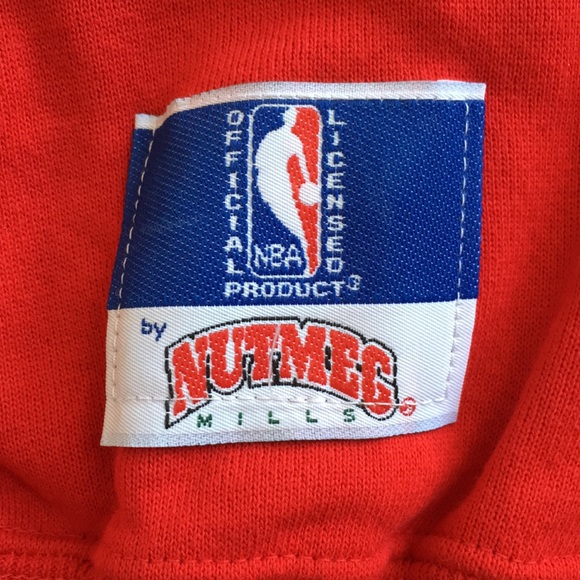 OFFICIAL
LICENSED
NBA
PRODUCT®
by
NUTMEG®
MILLS